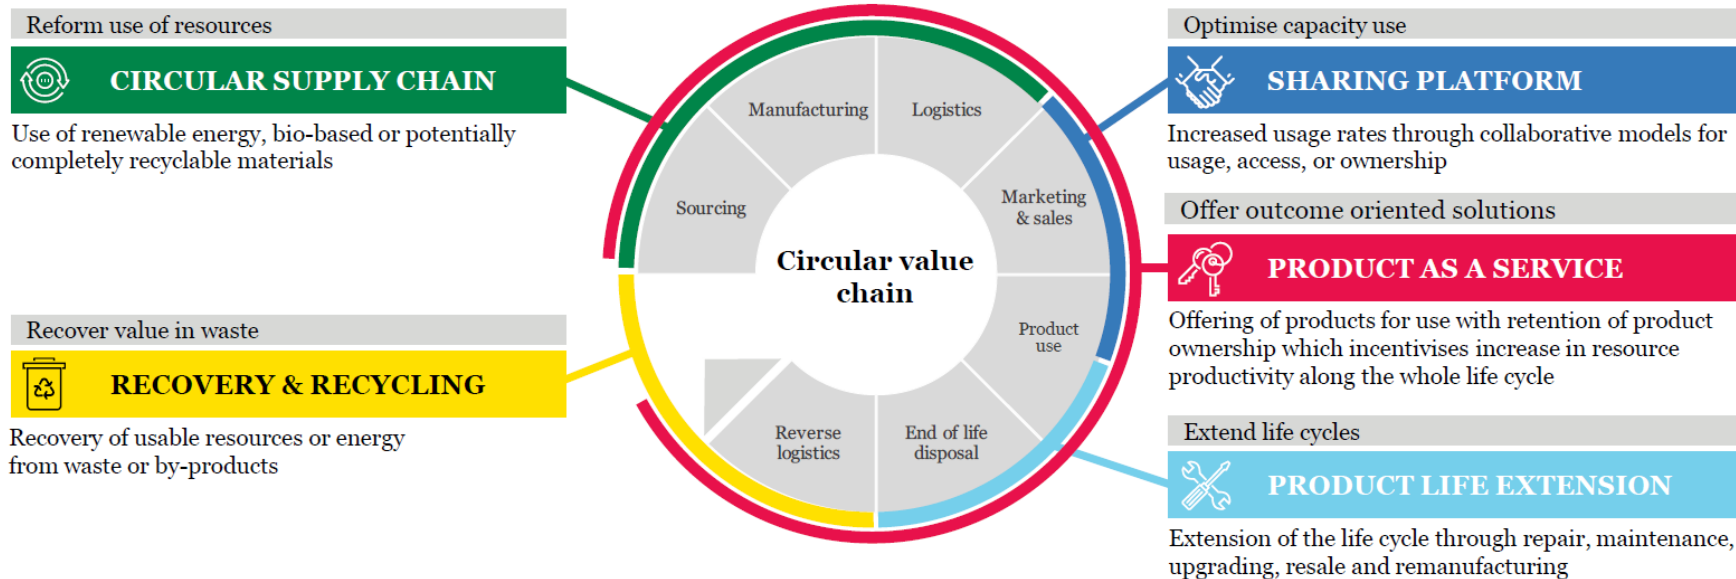 Reform use of resources
CIRCULAR SUPPLY CHAIN
Use of renewable energy, bio-based or potentially
completely recyclable materials
Recover value in waste
RECOVERY & RECYCLING
Recovery of usable resources or energy
from waste or by-products
Manufacturing
Logistics
Sourcing
Marketing
& sales
Circular value
chain
Product
use
Reverse
logistics
End of life
disposal
Optimise capacity use
SHARING PLATFORM
Increased usage rates through collaborative models for
usage, access, or ownership
Offer outcome oriented solutions
PRODUCT AS A SERVICE
Offering of products for use with retention of product
ownership which incentivises increase in resource
productivity along the whole life cycle
Extend life cycles
PRODUCT LIFE EXTENSION
Extension of the life cycle through repair, maintenance,
upgrading, resale and remanufacturing